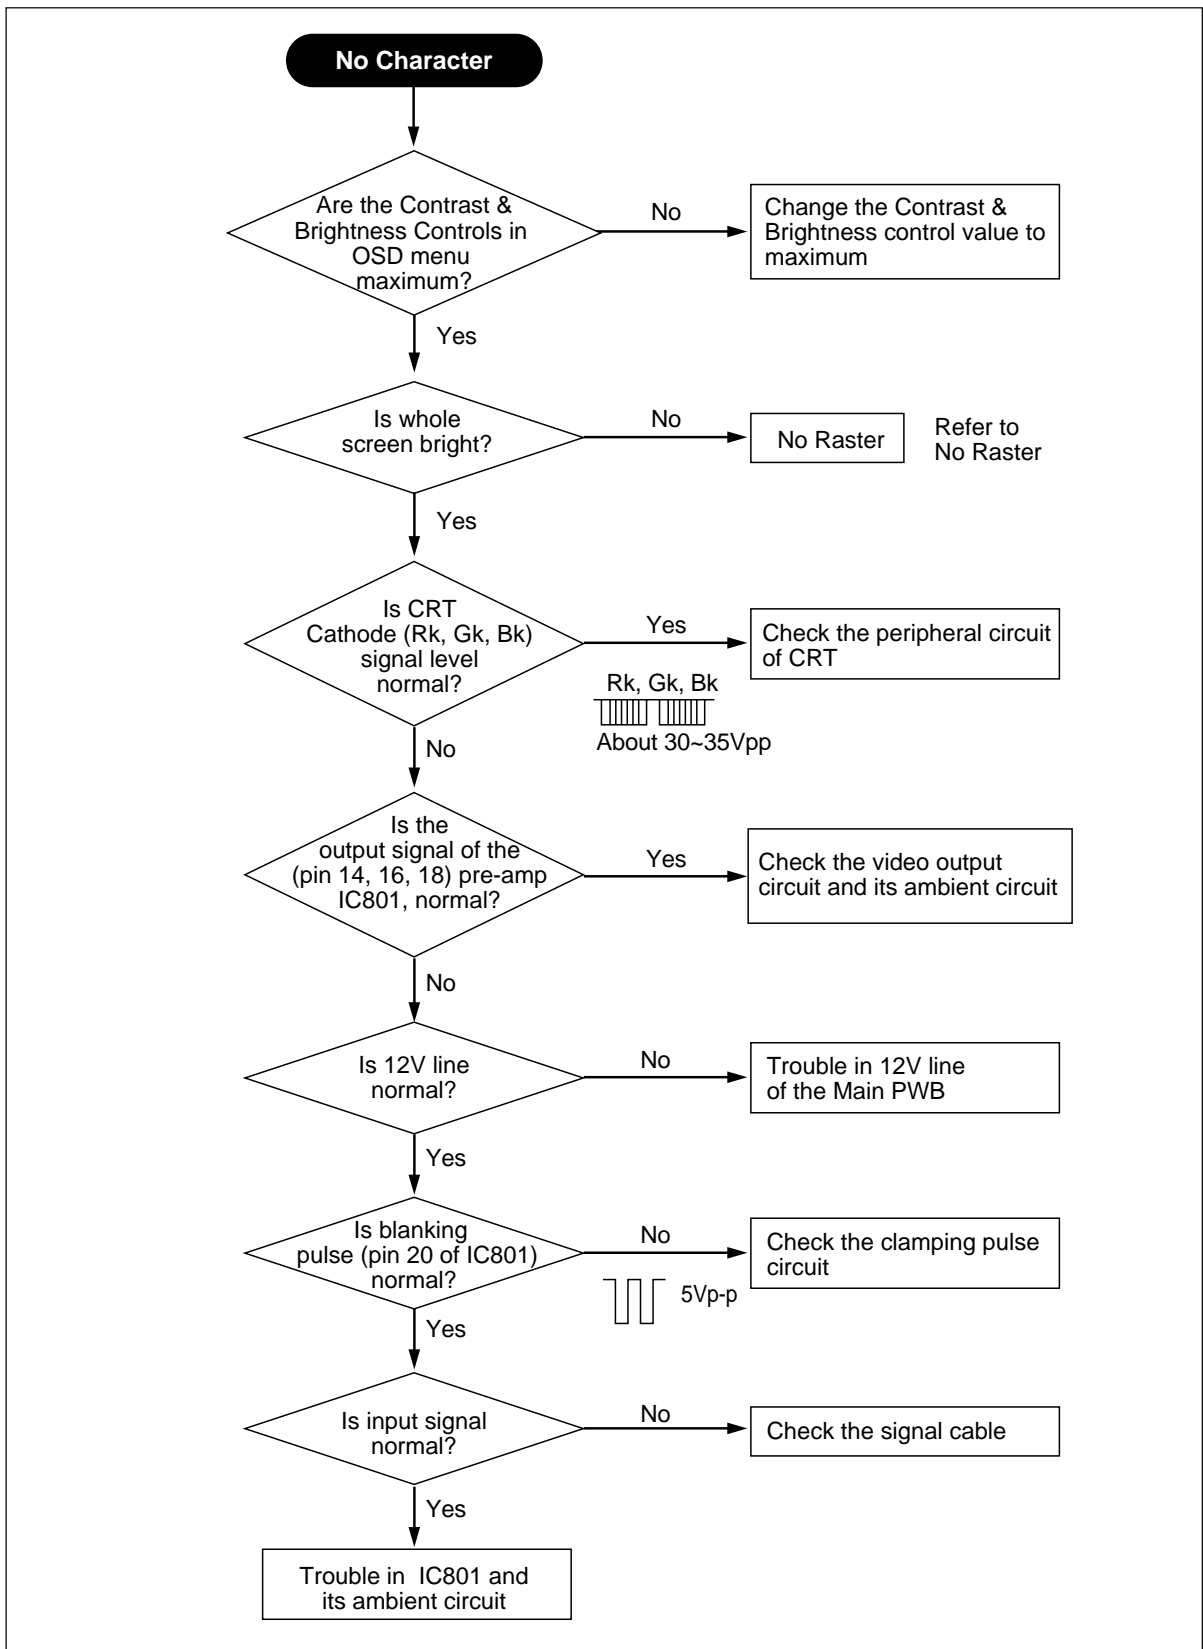 No Character
Are the Contrast &
Brightness Controls in
OSD menu
maximum?
No
Change the Contrast &
Brightness control value to
maximum
Yes
Is whole
screen bright?
No
No Raster
Refer to
No Raster
Yes
Is CRT
Cathode (Rk, Gk, Bk)
signal level
normal?
Yes
Check the peripheral circuit
of CRT
Rk, Gk, Bk
About 30~35Vpp
No
Is the
output signal of the
(pin 14, 16, 18) pre-amp
IC801, normal?
Yes
Check the video output
circuit and its ambient circuit
No
Is 12V line
normal?
No
Trouble in 12V line
of the Main PWB
Yes
Is blanking
pulse (pin 20 of IC801)
normal?
No
Check the clamping pulse
circuit
5Vp-p
Yes
Is input signal
normal?
No
Check the signal cable
Yes
Trouble in IC801 and
its ambient circuit